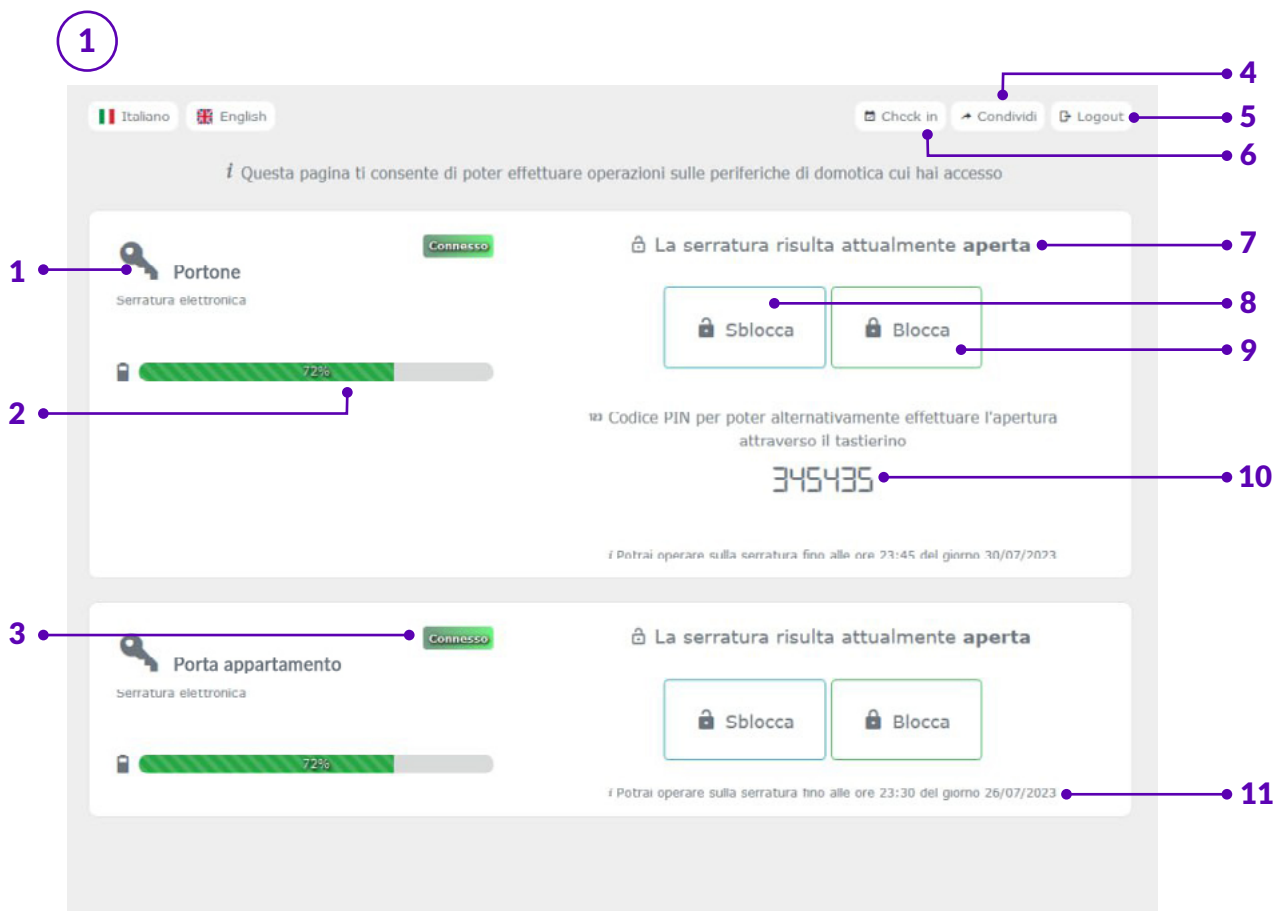 1
4
Italiano English Check in Condividi Logout 5
6
i Questa pagina ti consente di poter effettuare operazioni sulle periferiche di domotica cui hai accesso
Connesso La serratura risulta attualmente aperta 7
1 Portone
Serratura elettronica
8
Sblocca Blocca
9
72%
2
123 Codice PIN per poter alternativamente effettuare l'apertura
attraverso il tastierino
345435 10
i Potrai operare sulla serratura fino alle ore 23:45 del giorno 30/07/2023
3 Connesso La serratura risulta attualmente aperta
Porta appartamento
Serratura elettronica
Sblocca Blocca
72%
i Potrai operare sulla serratura fino alle ore 23:30 del giorno 26/07/2023 11